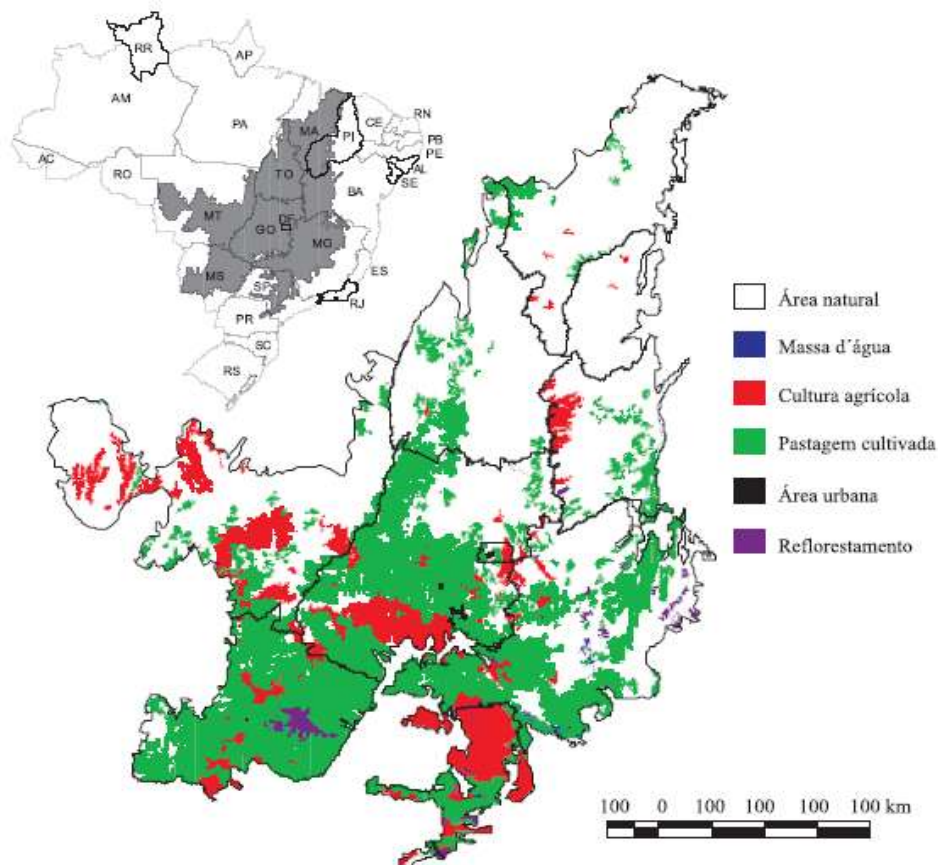 RR
AP
AM
PA
MA
CE
RN
PI
PB
PE
AC
TO
AL
RO
SE
BA
MT
DF
GO
MG
ES
MS
SP
RJ
PR
SC
RS
Área natural
Massa d´água
Cultura agrícola
Pastagem cultivada
Área urbana
Reflorestamento
100 0 100 100 100 km